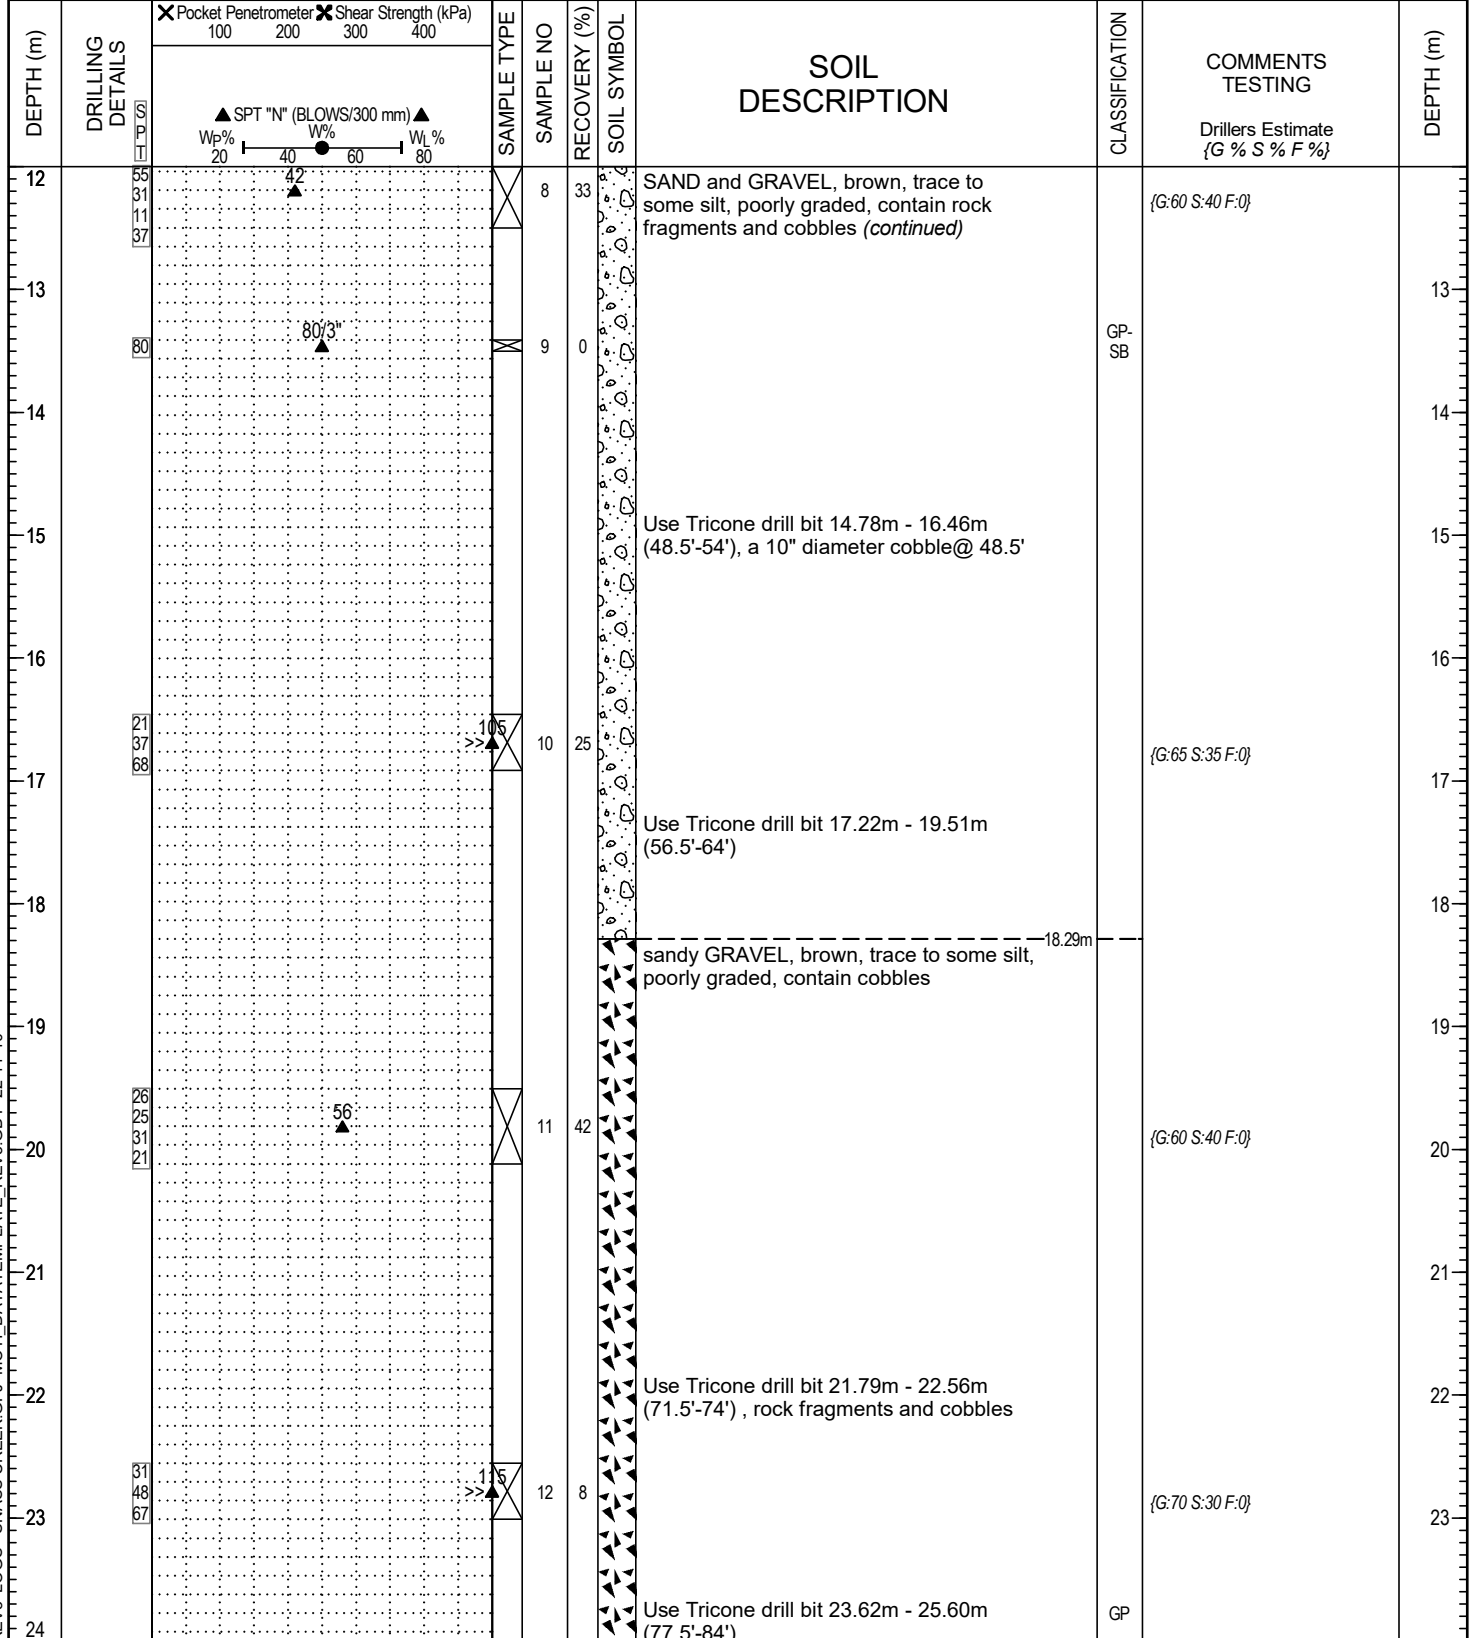 Pocket Penetrometer Shear Strength (kPa)
100 200 300 400
DEPTH (m)
DRILLING
DETAILS
S
P
T
SPT "N" (BLOWS/300 mm)
WP% W% WL%
20 40 60 80
SAMPLE TYPE
SAMPLE NO
RECOVERY (%)
SOIL SYMBOL
SOIL
DESCRIPTION
CLASSIFICATION
COMMENTS
TESTING
Drillers Estimate
{G % S % F %}
DEPTH (m)
12
55
31
11
37
42
8 33
SAND and GRAVEL, brown, trace to
some silt, poorly graded, contain rock
fragments and cobbles (continued)
{G:60 S:40 F:0}
13 13
80
80/3"
9 0
GP-
SB
14 14
Use Tricone drill bit 14.78m - 16.46m
(48.5'-54'), a 10" diameter cobble@ 48.5'
15 15
16 16
21
37
68
105
>>
10 25
{G:65 S:35 F:0}
17 17
Use Tricone drill bit 17.22m - 19.51m
(56.5'-64')
18 18
18.29m
sandy GRAVEL, brown, trace to some silt,
poorly graded, contain cobbles
19 19
26
25
31
21
56
11 42
{G:60 S:40 F:0}
20 20
21 21
Use Tricone drill bit 21.79m - 22.56m
(71.5'-74') , rock fragments and cobbles
22 22
31
48
67
115
>>
12 8
{G:70 S:30 F:0}
23 23
Use Tricone drill bit 23.62m - 25.60m
(77.5'-84')
GP
24